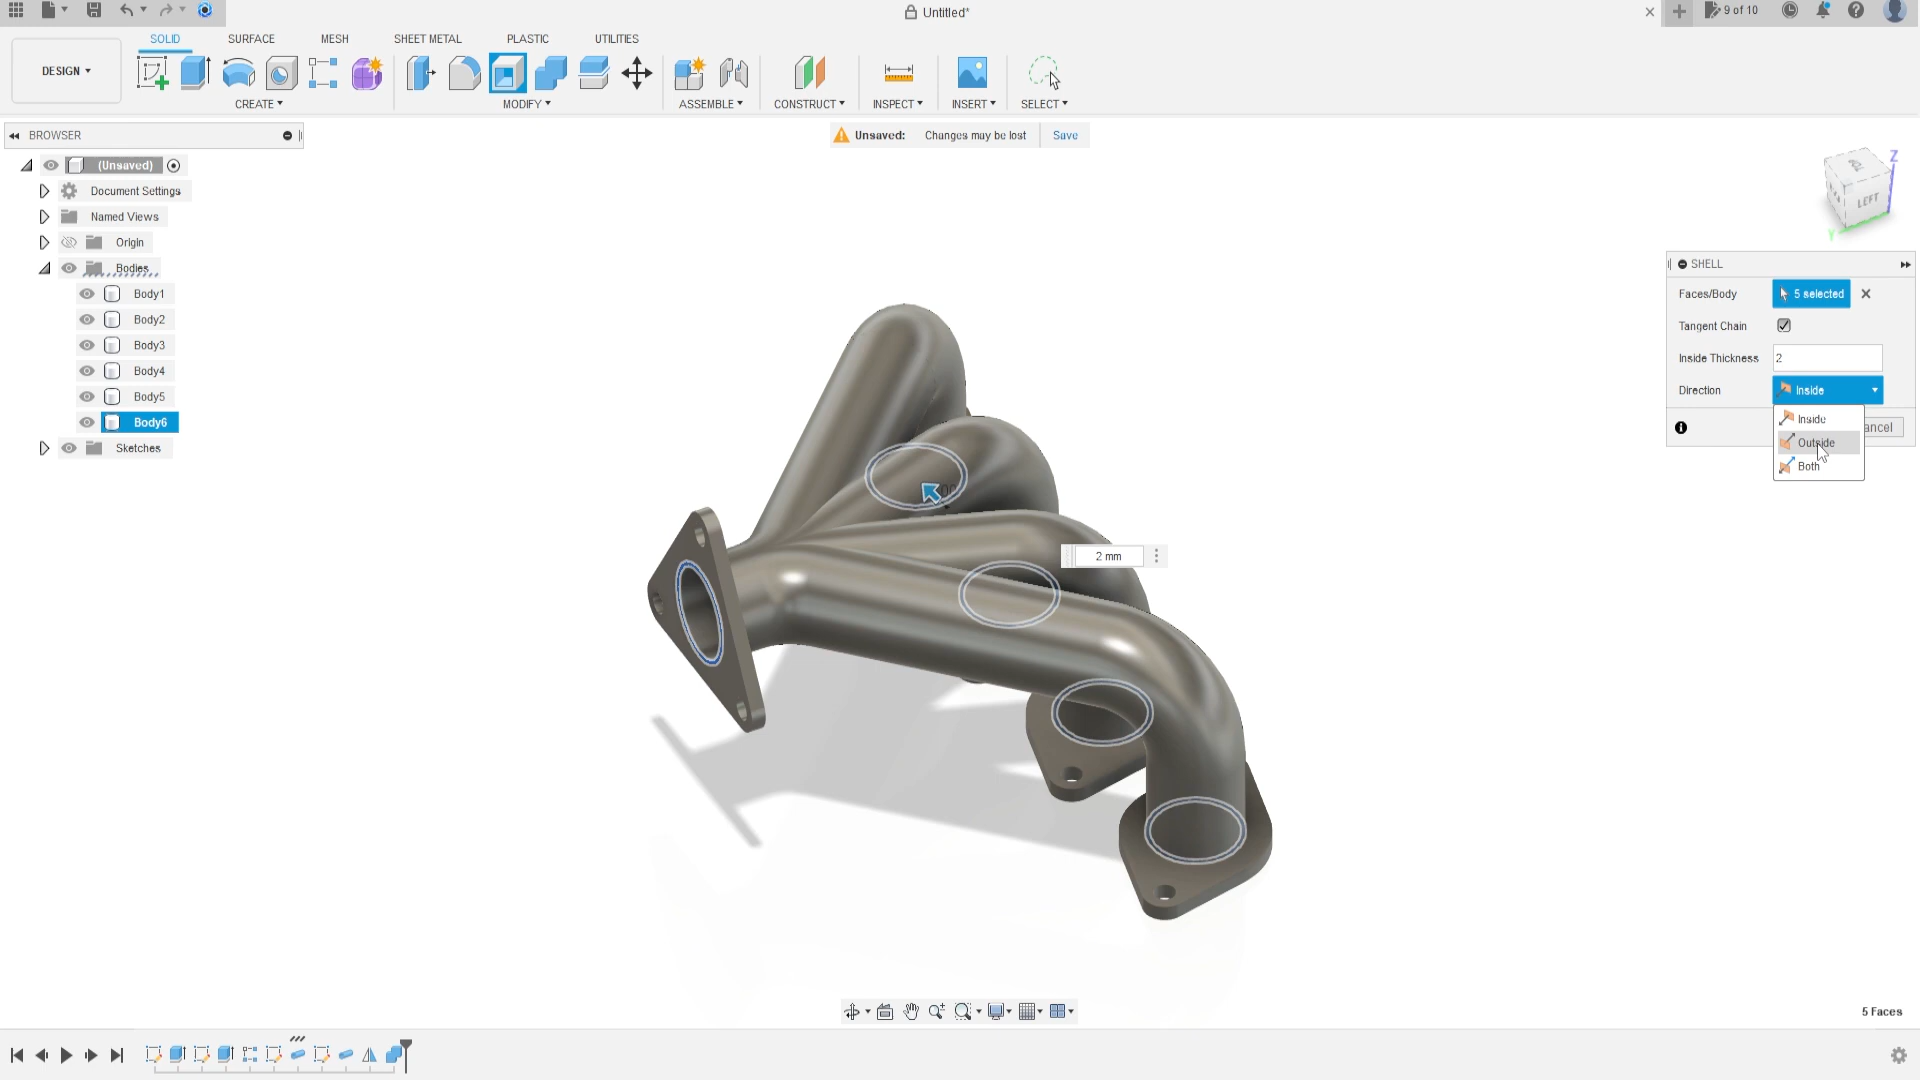 Untitled*
9 of 10
SOLID SURFACE MESH SHEET METAL PLASTIC UTILITIES
DESIGN
CREATE MODIFY ASSEMBLE CONSTRUCT INSPECT INSERT SELECT
BROWSER
Unsaved: Changes may be lost Save
(Unsaved)
Document Settings
Named Views
Origin
Bodies
Body1
Body2
Body3
Body4
Body5
Body6
Sketches
Z
LEFT
Y
SHELL
Faces/Body 5 selected
Tangent Chain
Inside Thickness 2
Direction Inside
Inside
ancel
Outside
Both
2 mm
5 Faces